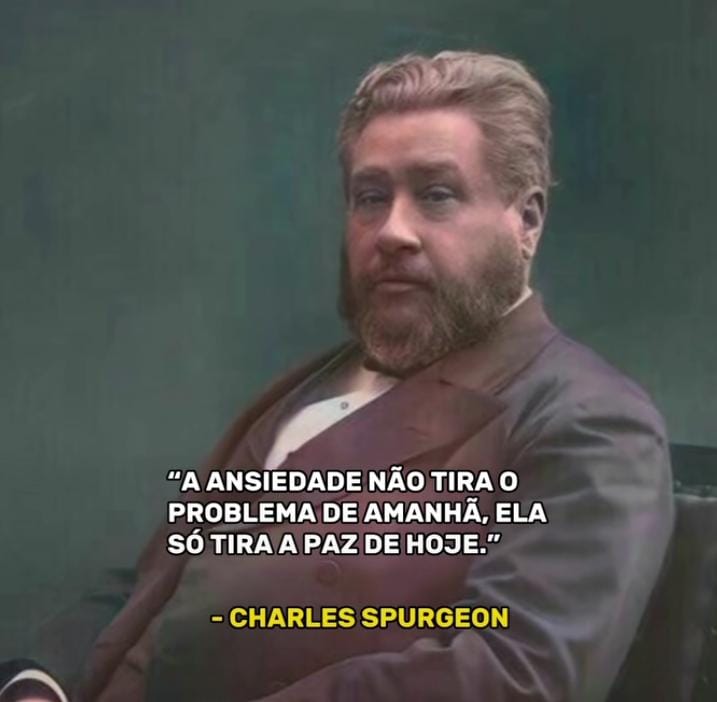 “A ANSIEDADE NÃO TIRA O
PROBLEMA DE AMANHÃ, ELA
SÓ TIRA A PAZ DE HOJE.”
- CHARLES SPURGEON